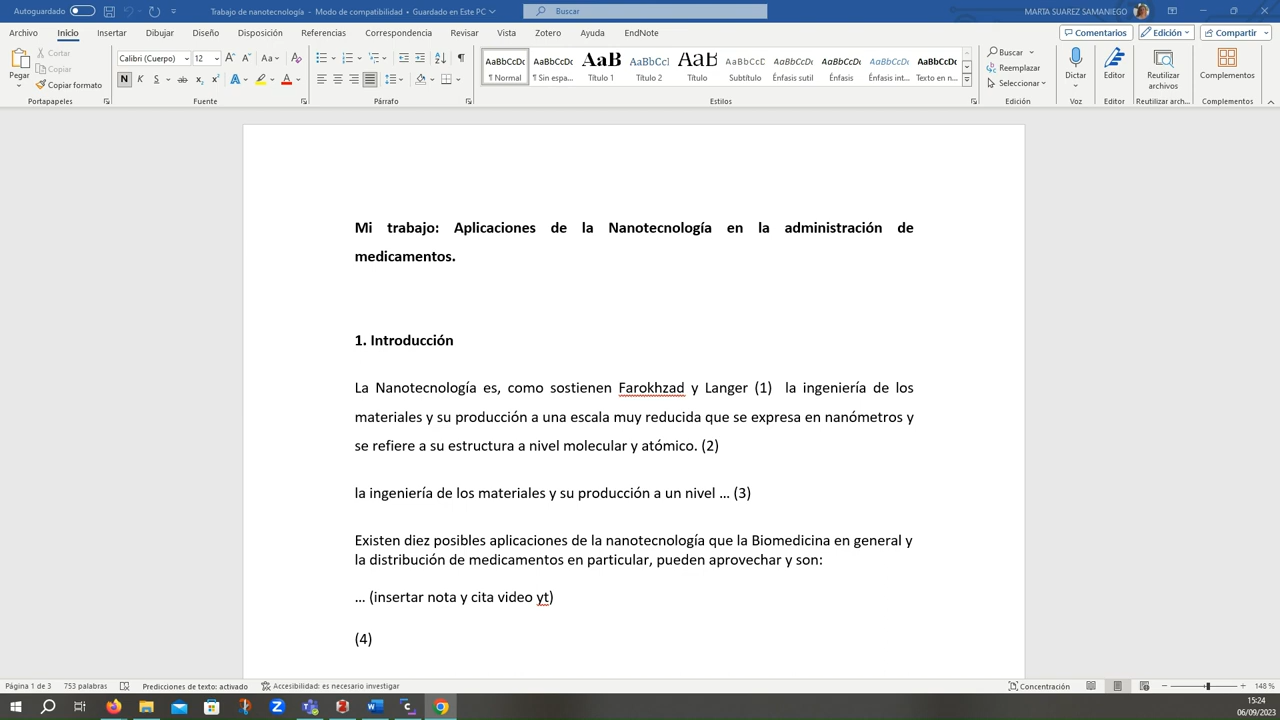 Autoguardado
Trabajo de nanotecnología - Modo de compatibilidad • Guardado en Este PC
Buscar
MARTA SUAREZ SAMANIEGO
Archivo Inicio Insertar Dibujar Diseño Disposición Referencias Correspondencia Revisar Vista Zotero Ayuda EndNote
Comentarios Edición Compartir
Pegar
Cortar
Copiar
Copiar formato
Portapapeles
Calibri (Cuerpo) 12
Fuente
Párrafo
AaBbCcDc AaBbCcDc AaB AaBbCcI AaB AaBbCcD AaBbCcDc AaBbCcDc AaBbCcDc AaBbCcDc
¶ Normal ¶ Sin espa... Título 1 Título 2 Título Subtítulo Énfasis sutil Énfasis Énfasis int... Texto en n...
Estilos
Buscar
Reemplazar
Seleccionar
Edición
Dictar
Voz
Editor
Editor
Reutilizar archivos
Reutilizar arch...
Complementos
Complementos
Mi trabajo: Aplicaciones de la Nanotecnología en la administración de
medicamentos.
1. Introducción
La Nanotecnología es, como sostienen Farokhzad y Langer (1) la ingeniería de los
materiales y su producción a una escala muy reducida que se expresa en nanómetros y
se refiere a su estructura a nivel molecular y atómico. (2)
la ingeniería de los materiales y su producción a un nivel ... (3)
Existen diez posibles aplicaciones de la nanotecnología que la Biomedicina en general y
la distribución de medicamentos en particular, pueden aprovechar y son:
... (insertar nota y cita video yt)
(4)
Página 1 de 3 753 palabras Predicciones de texto: activado Accesibilidad: es necesario investigar
Concentración
148 %
15:24
06/09/2023